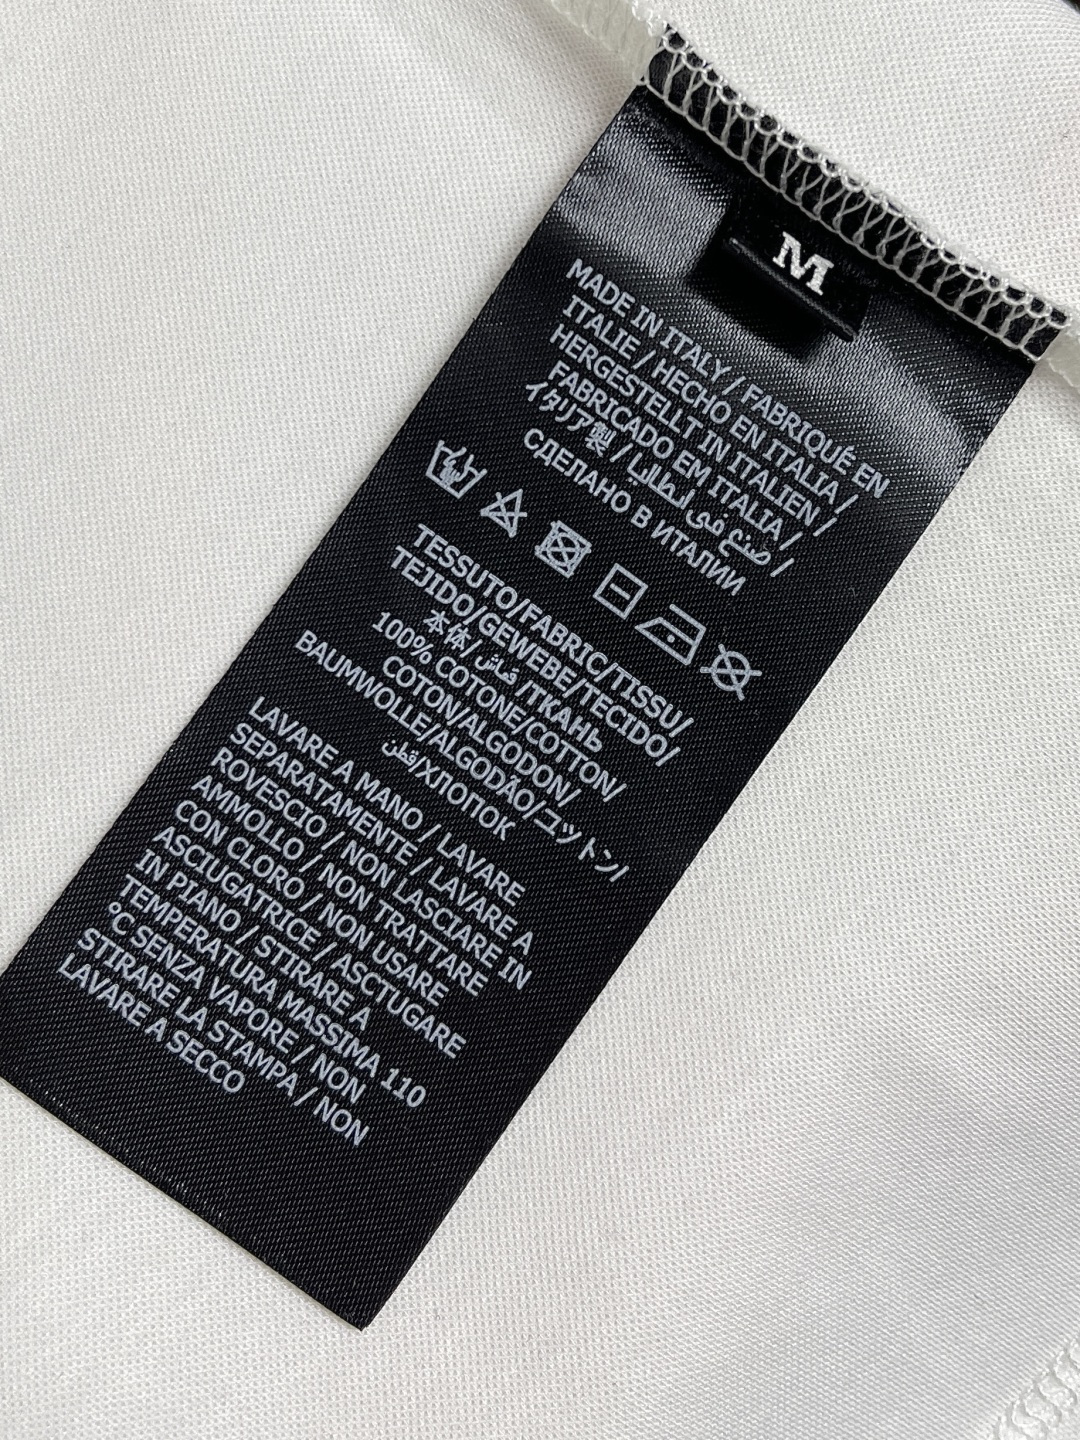 M
MADE IN ITALY / FABRIQUÉ EN
ITALIE / HECHO EN ITALIA /
HERGESTELLT IN ITALIEN /
FABRICADO EM ITALIA /
イタリア製 / صنع في لطاليا /
СДЕЛАНО В ИТАЛИИ
TESSUTO/FABRIC/TISSU/
TEJIDO/GEWEBE/TECIDO/
本体/قماش /ТКАНЬ
100% COTONE/COTTON/
COTON/ALGODON/
BAUMWOLLE/ALGODÃO/ユットン/
قطن/ХЛОПОК
LAVARE A MANO / LAVARE
SEPARATAMENTE / LAVARE A
ROVESCIO / NON LASCIARE IN
AMMOLLO / NON TRATTARE
CON CLORO / NON USARE
ASCIUGATRICE / ASCTUGARE
IN PIANO / STIRARE A
TEMPERATURA MASSIMA 110
°C SENZA VAPORE / NON
STIRARE LA STAMPA / NON
LAVARE A SECCO